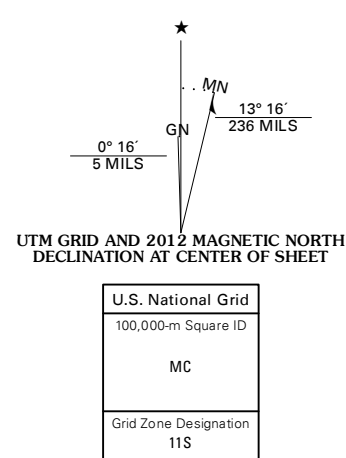 ★
MN
13° 16´
236 MILS
GN
0° 16´
5 MILS
UTM GRID AND 2012 MAGNETIC NORTH
DECLINATION AT CENTER OF SHEET
U.S. National Grid
100,000-m Square ID
MC
Grid Zone Designation
11S